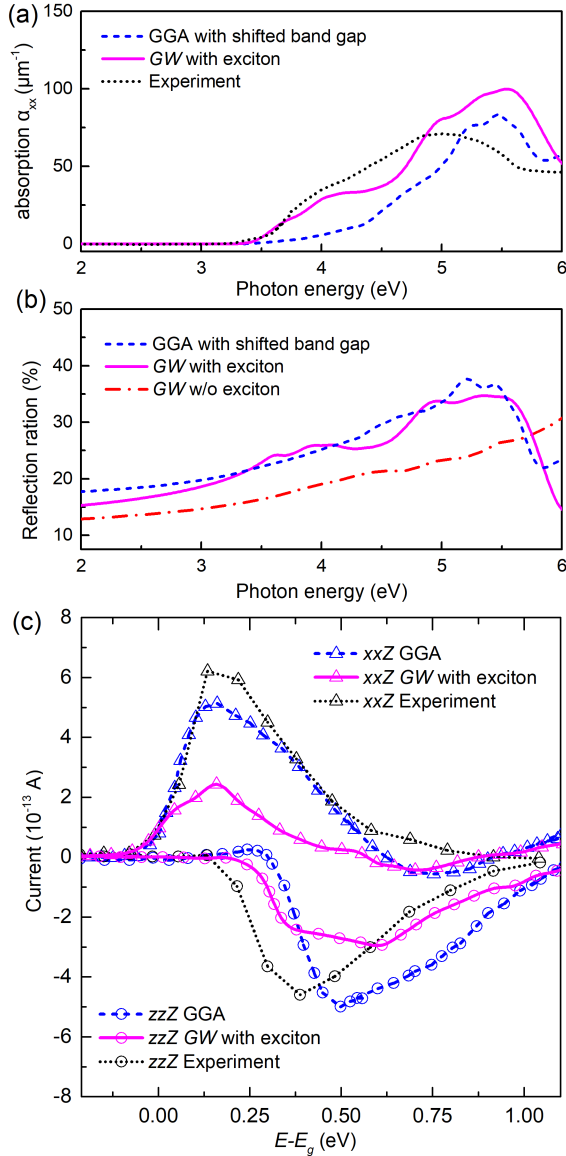 (a)
150
100
50
0
absorption αxx (μm⁻¹)
GGA with shifted band gap
GW with exciton
Experiment
2 3 4 5 6
Photon energy (eV)
(b)
50
40
30
20
10
Reflection ration (%)
GGA with shifted band gap
GW with exciton
GW w/o exciton
2 3 4 5 6
Photon energy (eV)
(c)
8
6
4
2
0
-2
-4
-6
-8
Current (10⁻¹³ A)
xxZ GGA
xxZ GW with exciton
xxZ Experiment
zzZ GGA
zzZ GW with exciton
zzZ Experiment
0.00 0.25 0.50 0.75 1.00
E-Eg (eV)